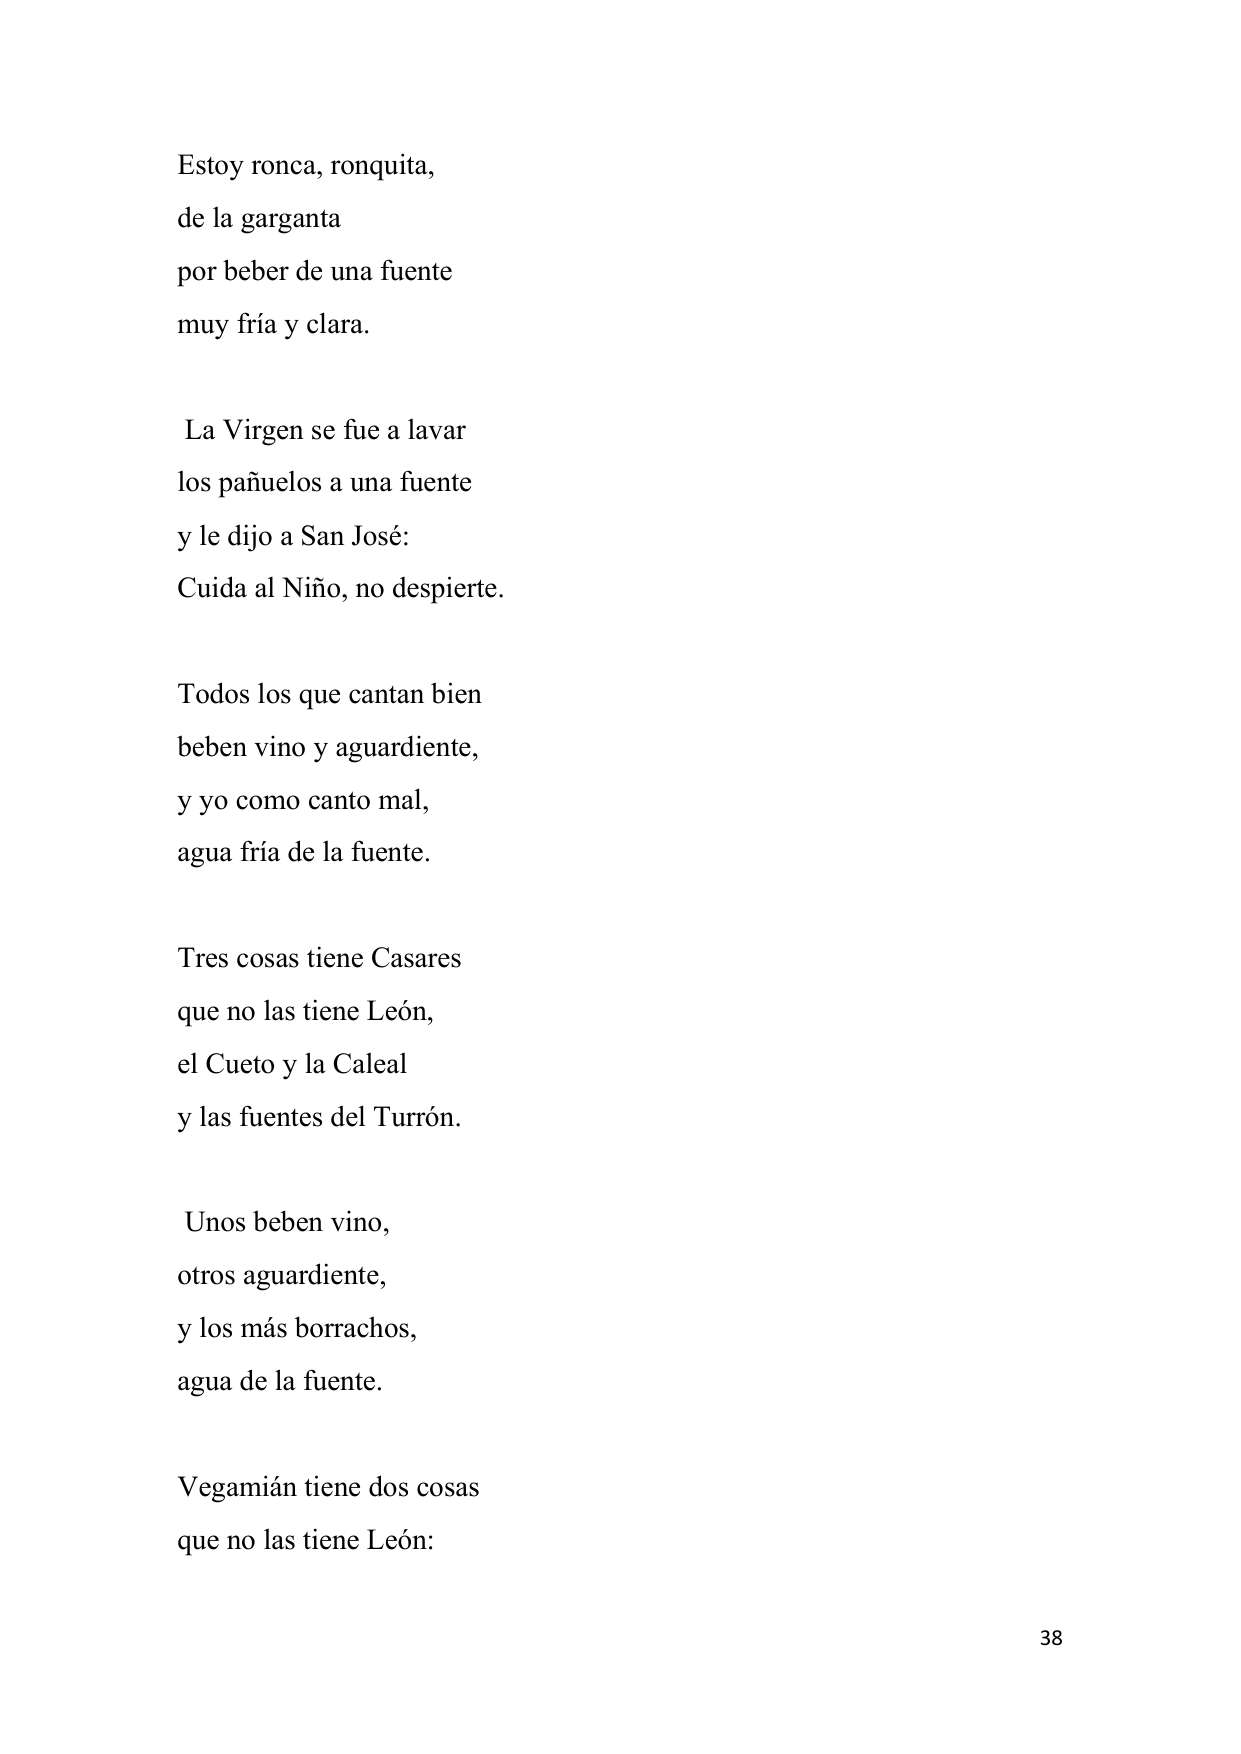 Estoy ronca, ronquita,
de la garganta
por beber de una fuente
muy fría y clara.
La Virgen se fue a lavar
los pañuelos a una fuente
y le dijo a San José:
Cuida al Niño, no despierte.
Todos los que cantan bien
beben vino y aguardiente,
y yo como canto mal,
agua fría de la fuente.
Tres cosas tiene Casares
que no las tiene León,
el Cueto y la Caleal
y las fuentes del Turrón.
Unos beben vino,
otros aguardiente,
y los más borrachos,
agua de la fuente.
Vegamián tiene dos cosas
que no las tiene León:
38